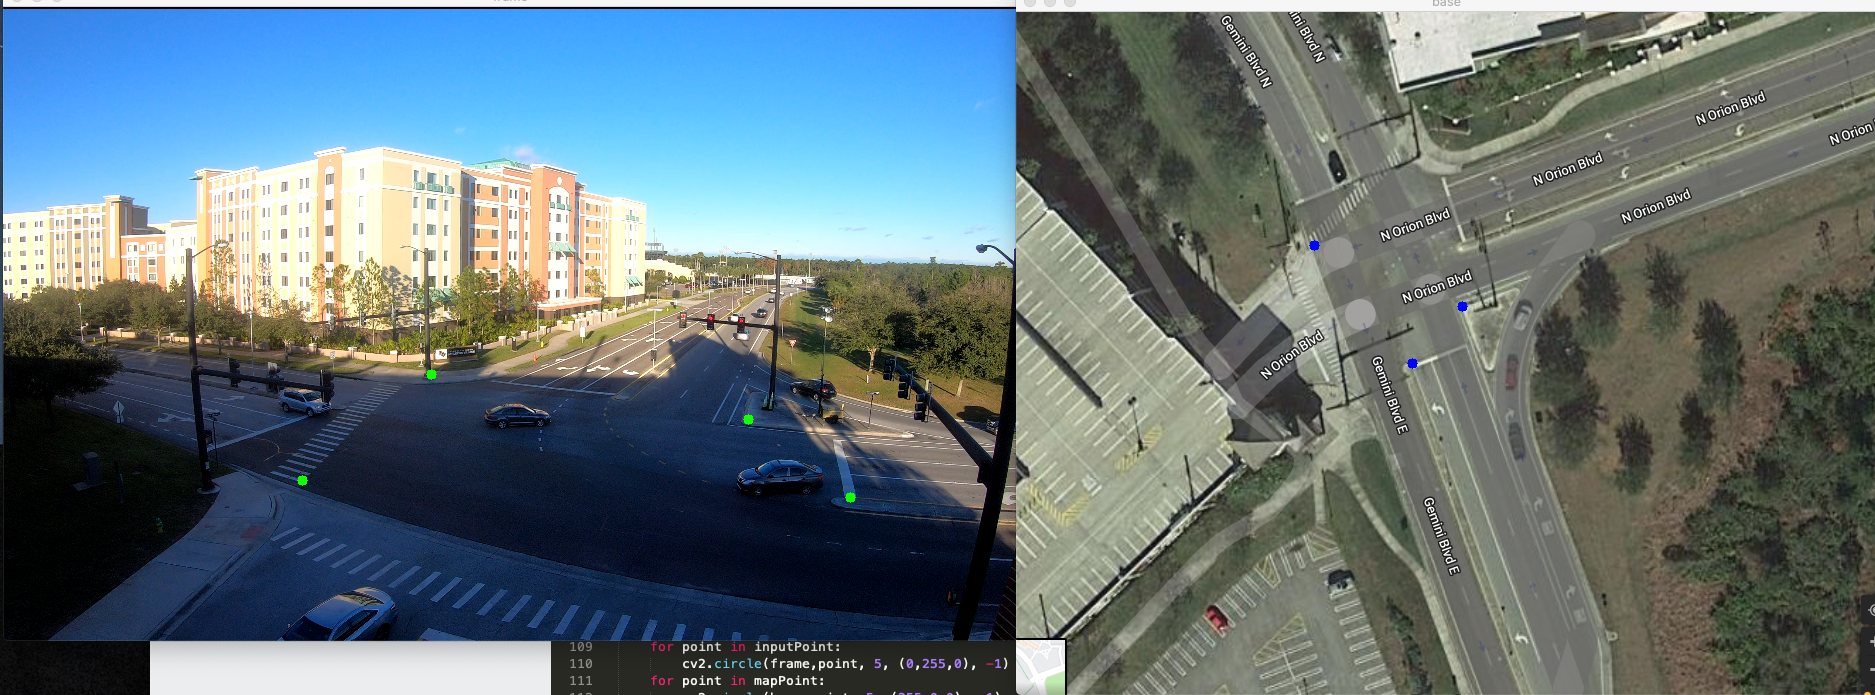 base
Gemini Blvd N
N Orion Blvd
N Orion
N Orion Blvd
N Orion Blvd
N Orion Blvd
N Orion Blvd
N Orion Blvd
Gemini Blvd E
Gemini Blvd E
109 for point in inputPoint:
110 cv2.circle(frame,point, 5, (0,255,0), -1)
111 for point in mapPoint: